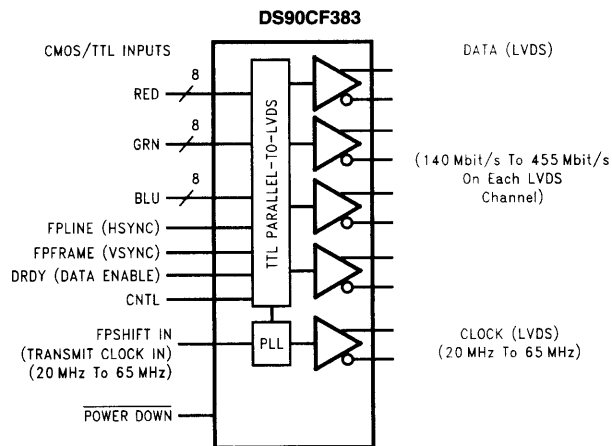 DS90CF383
CMOS/TTL INPUTS
DATA (LVDS)
8
RED
8
GRN
(140 Mbit/s To 455 Mbit/s
On Each LVDS
Channel)
8
BLU
TTL PARALLEL-TO-LVDS
FPLINE (HSYNC)
FPFRAME (VSYNC)
DRDY (DATA ENABLE)
CNTL
FPSHIFT IN
(TRANSMIT CLOCK IN)
(20 MHz To 65 MHz)
PLL
CLOCK (LVDS)
(20 MHz To 65 MHz)
POWER DOWN